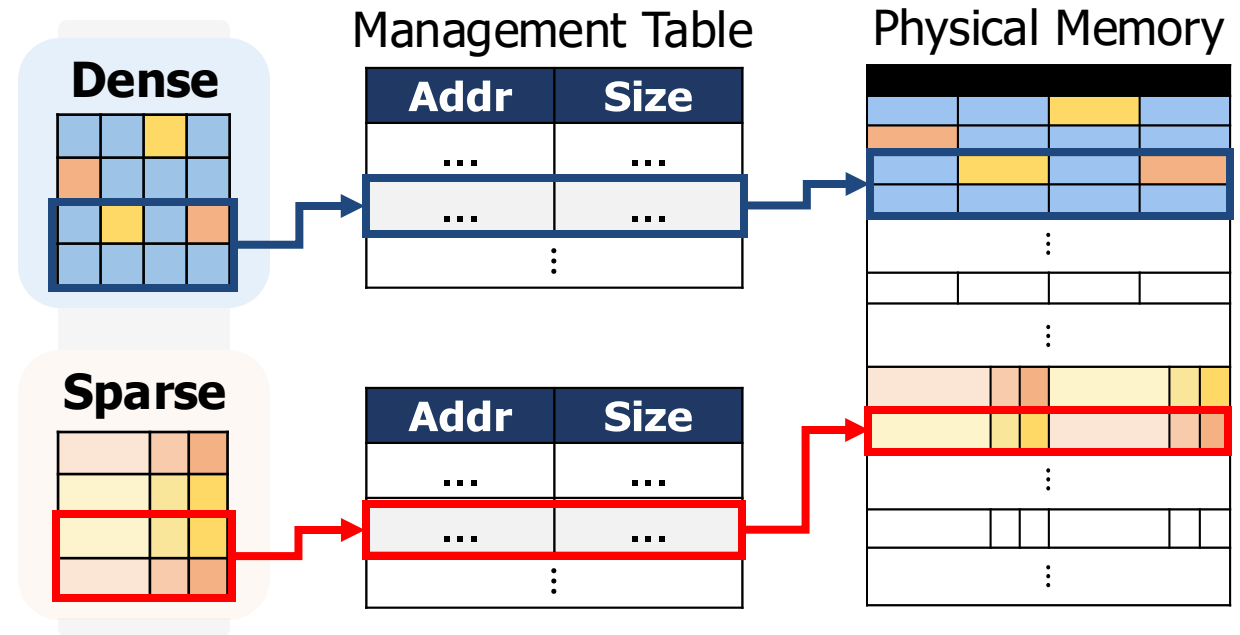 Management Table
Physical Memory
Dense
Addr Size
... ...
... ...
⋮
⋮
⋮
Sparse
Addr Size
... ...
... ...
⋮
⋮
⋮